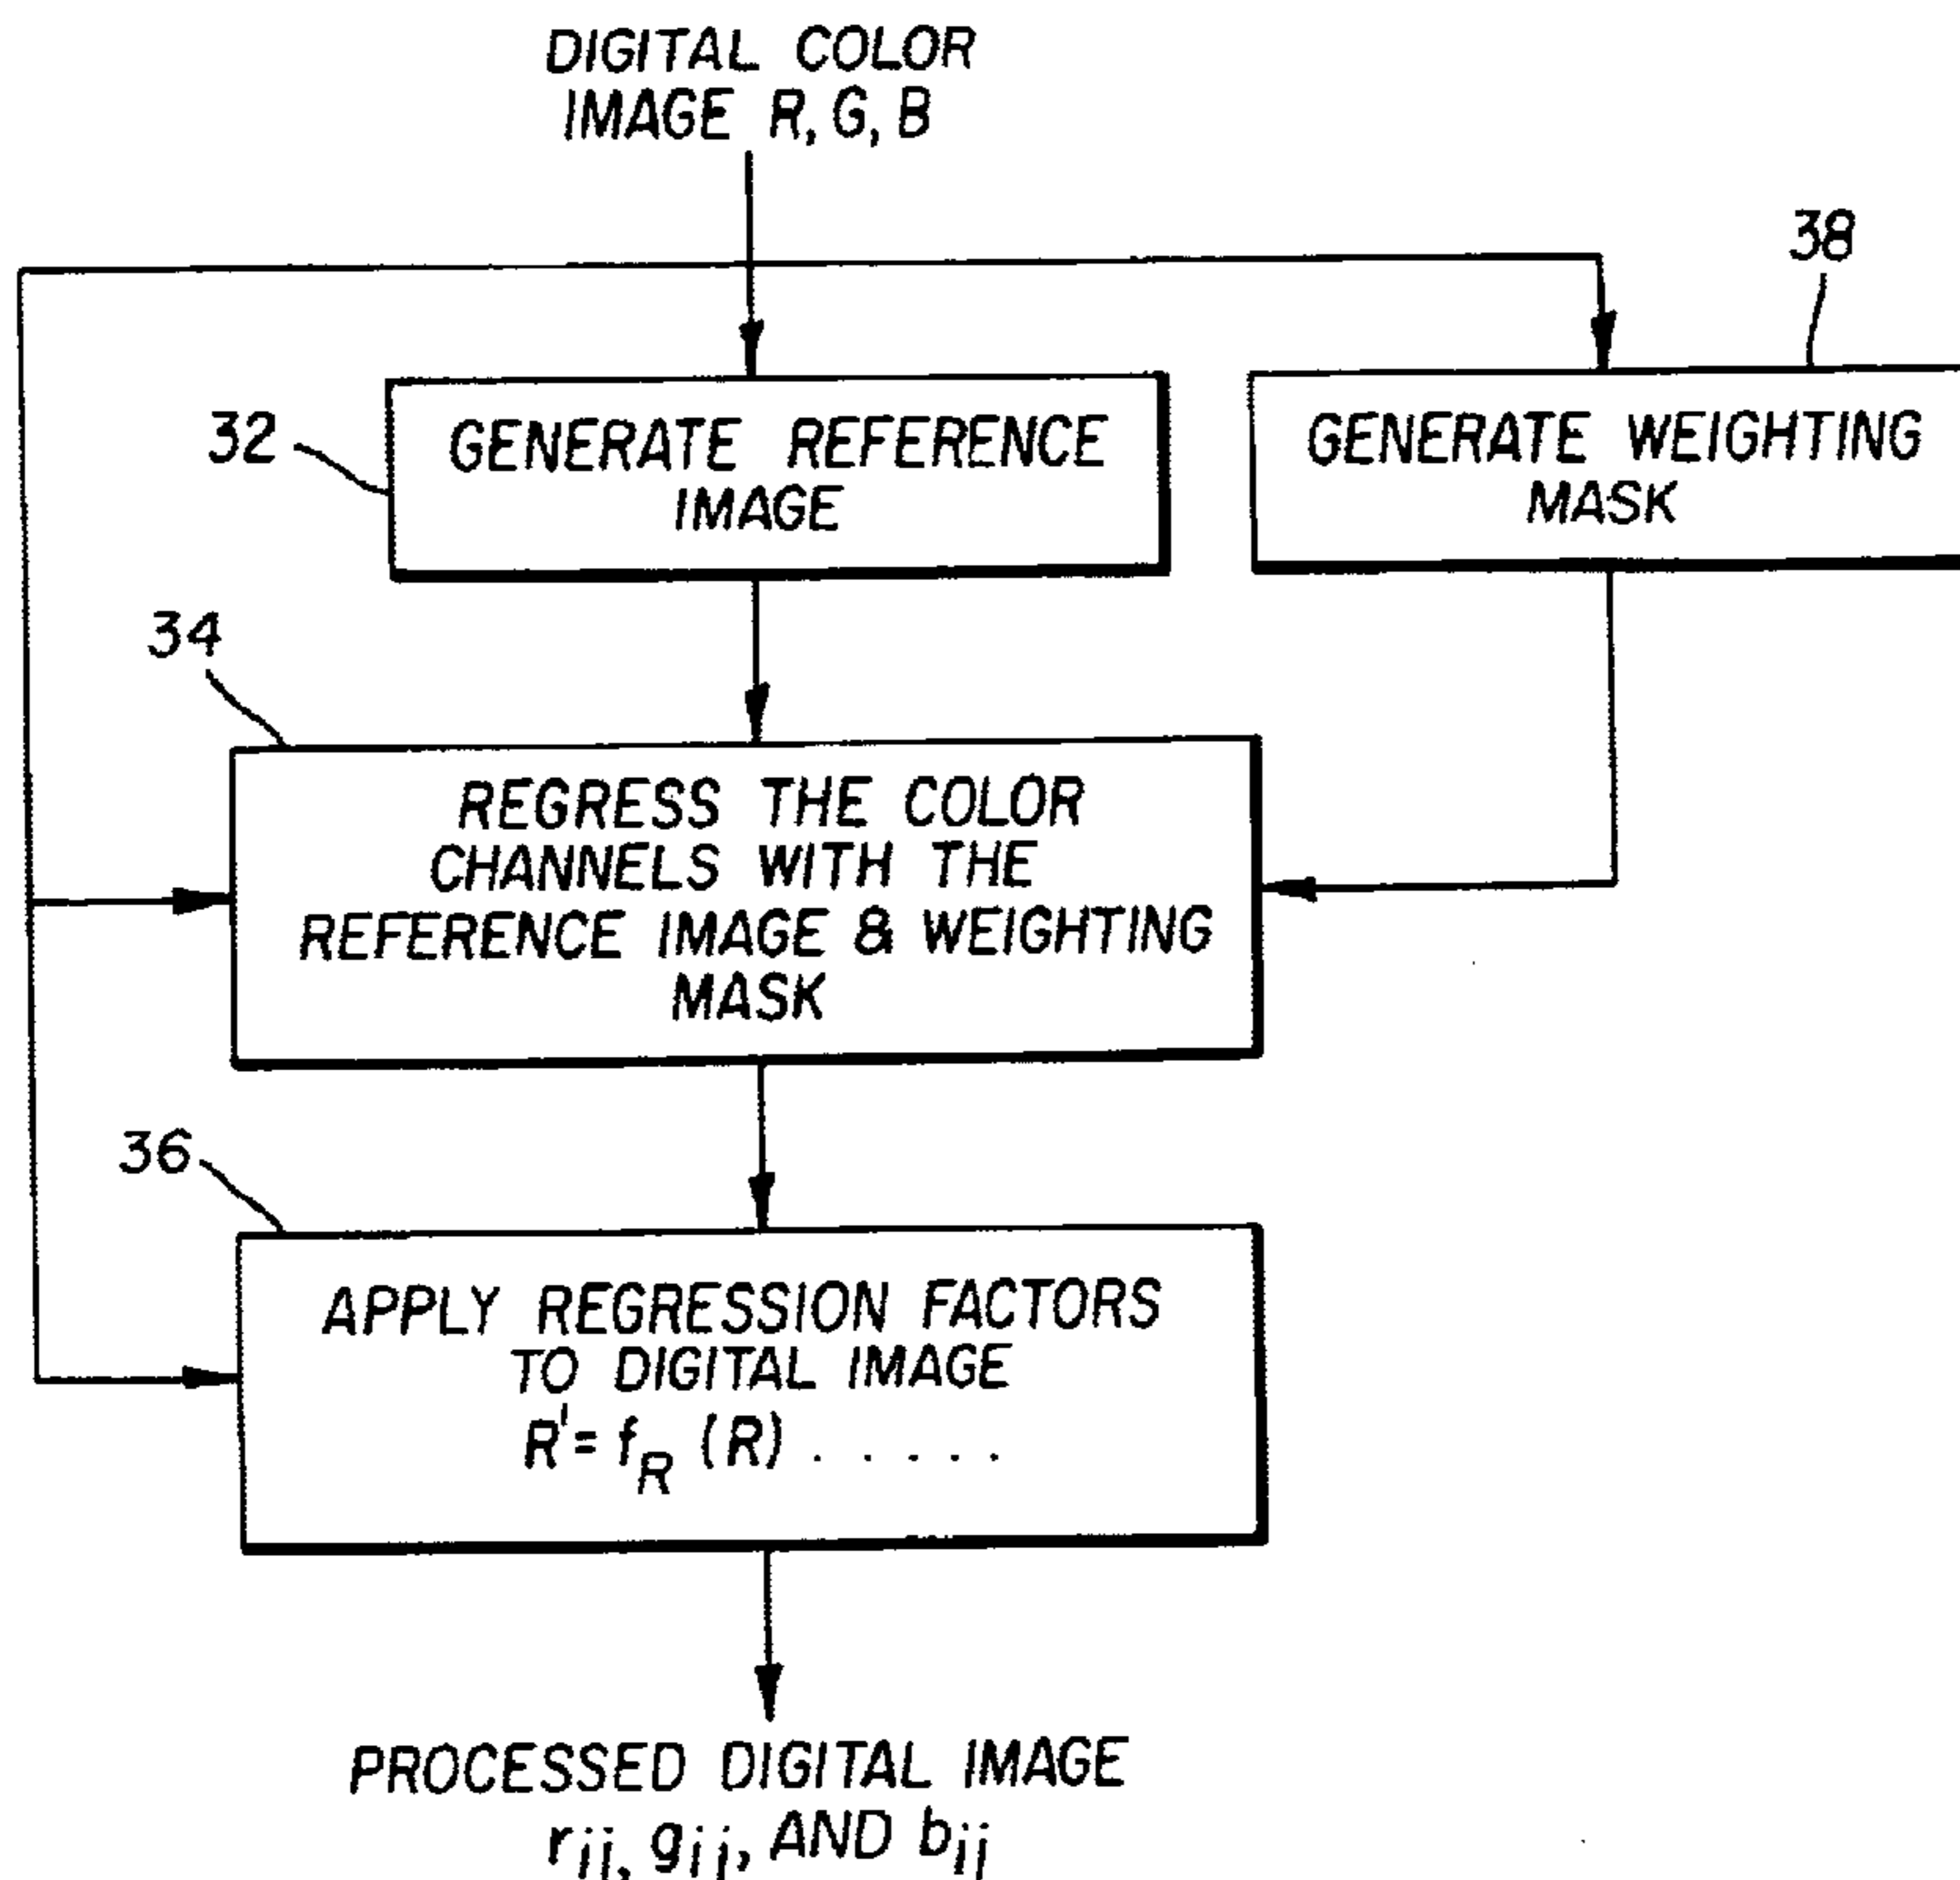 DIGITAL COLOR
IMAGE R, G, B
38
32
GENERATE REFERENCE
IMAGE
GENERATE WEIGHTING
MASK
34
REGRESS THE COLOR
CHANNELS WITH THE
REFERENCE IMAGE & WEIGHTING
MASK
36
APPLY REGRESSION FACTORS
TO DIGITAL IMAGE
R'= fR (R) . . . . .
PROCESSED DIGITAL IMAGE
rij, gij, AND bij